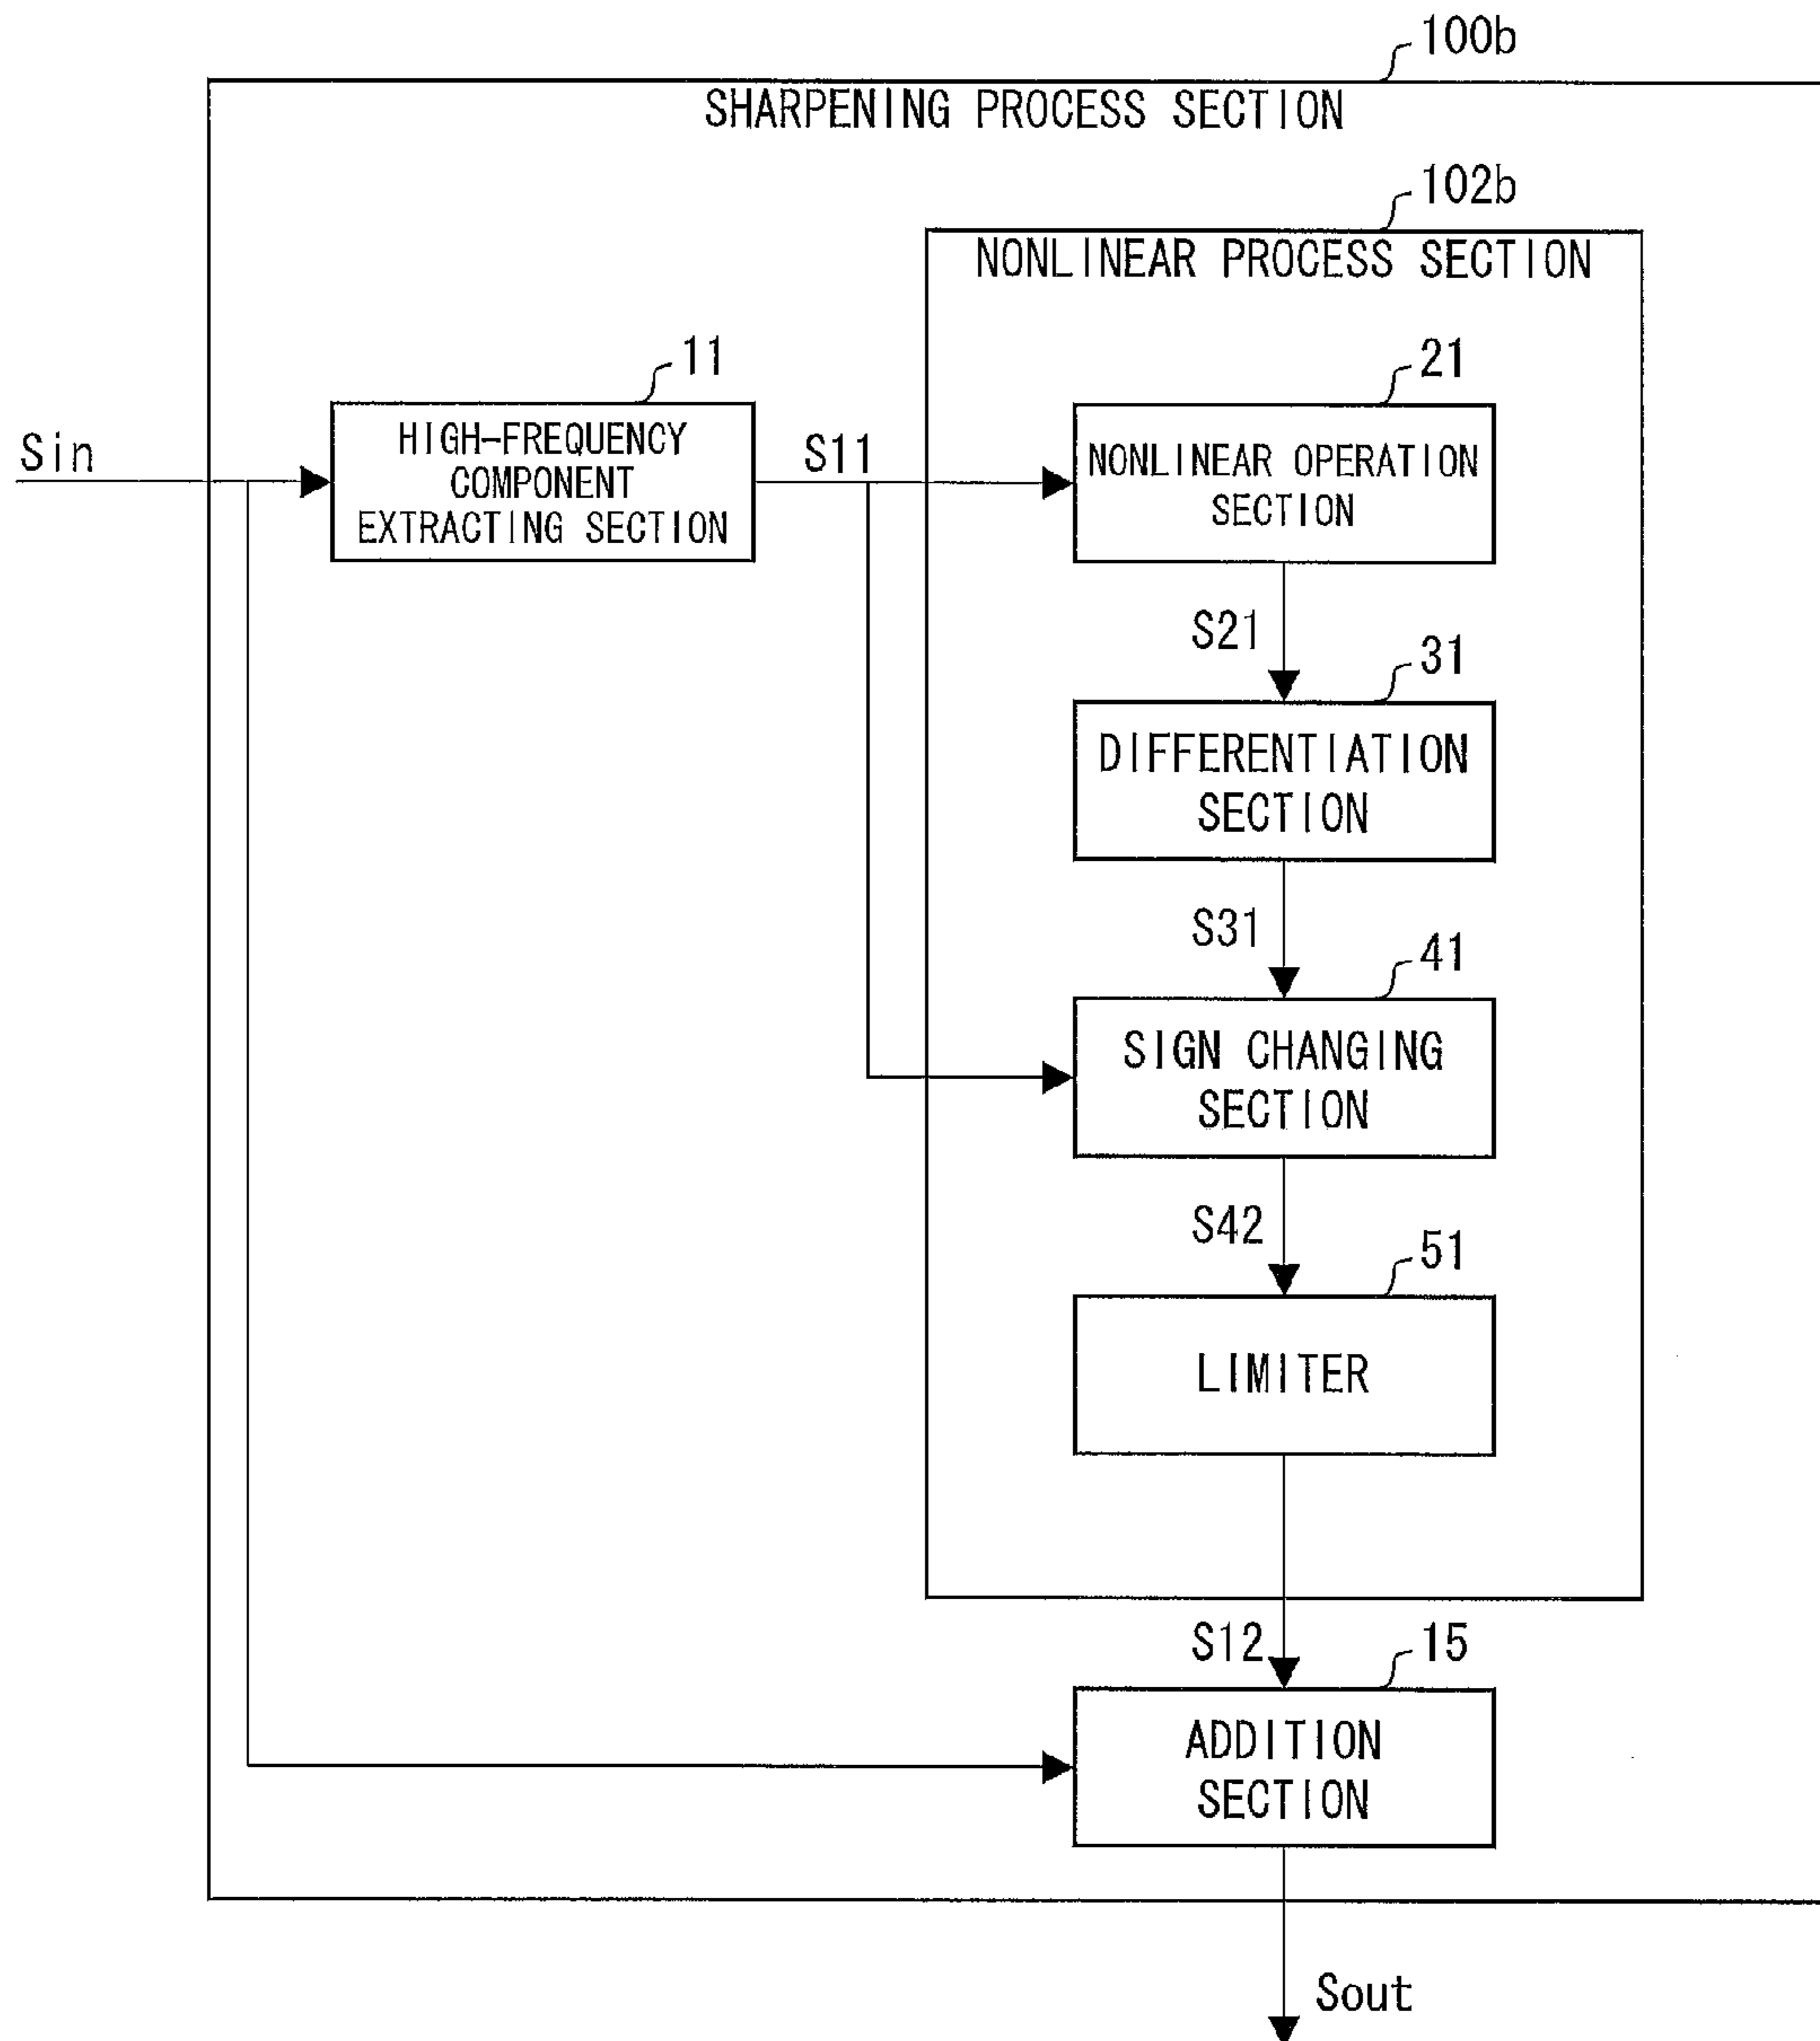 100b
SHARPENING PROCESS SECTION
102b
NONLINEAR PROCESS SECTION
11
21
Sin
HIGH-FREQUENCY
COMPONENT
EXTRACTING SECTION
S11
NONLINEAR OPERATION
SECTION
S21
31
DIFFERENTIATION
SECTION
S31
41
SIGN CHANGING
SECTION
S42
51
LIMITER
S12
15
ADDITION
SECTION
Sout